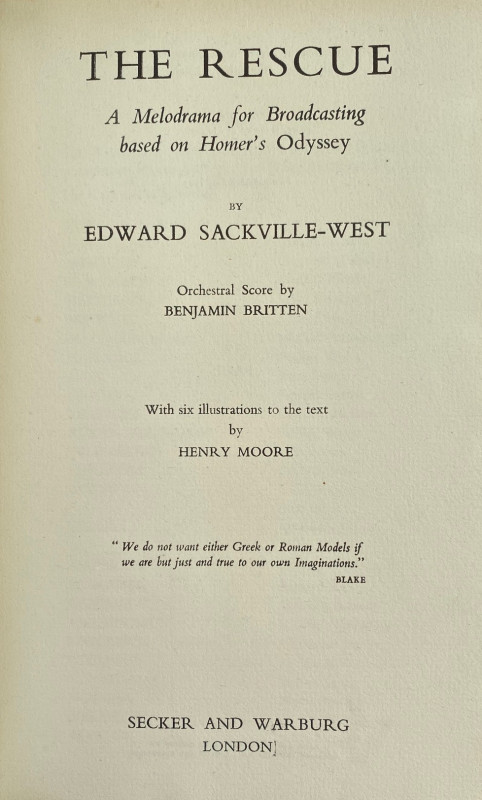 THE RESCUE
A Melodrama for Broadcasting
based on Homer's Odyssey
BY
EDWARD SACKVILLE-WEST
Orchestral Score by
BENJAMIN BRITTEN
With six illustrations to the text
by
HENRY MOORE
" We do not want either Greek or Roman Models if
we are but just and true to our own Imaginations."
BLAKE
SECKER AND WARBURG
LONDON